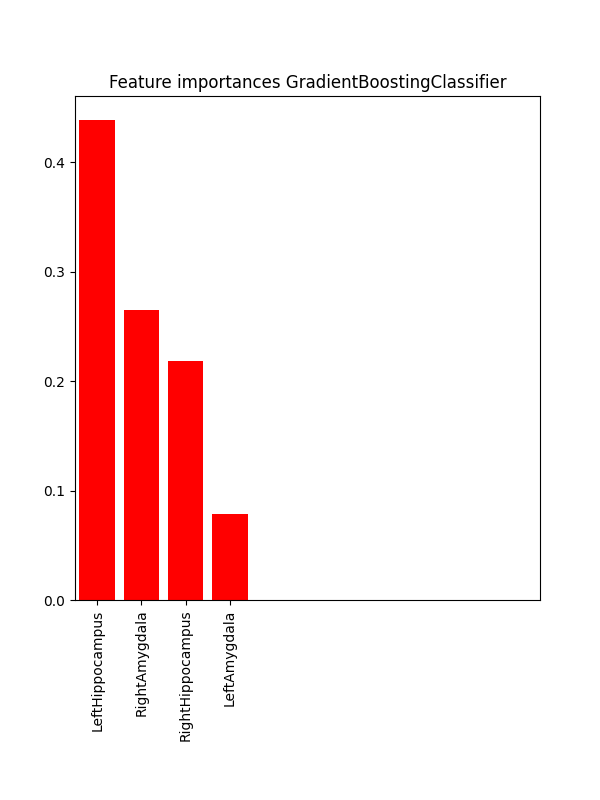 Feature importances GradientBoostingClassifier
0.4
0.3
0.2
0.1
0.0
LeftHippocampus
RightAmygdala
RightHippocampus
LeftAmygdala